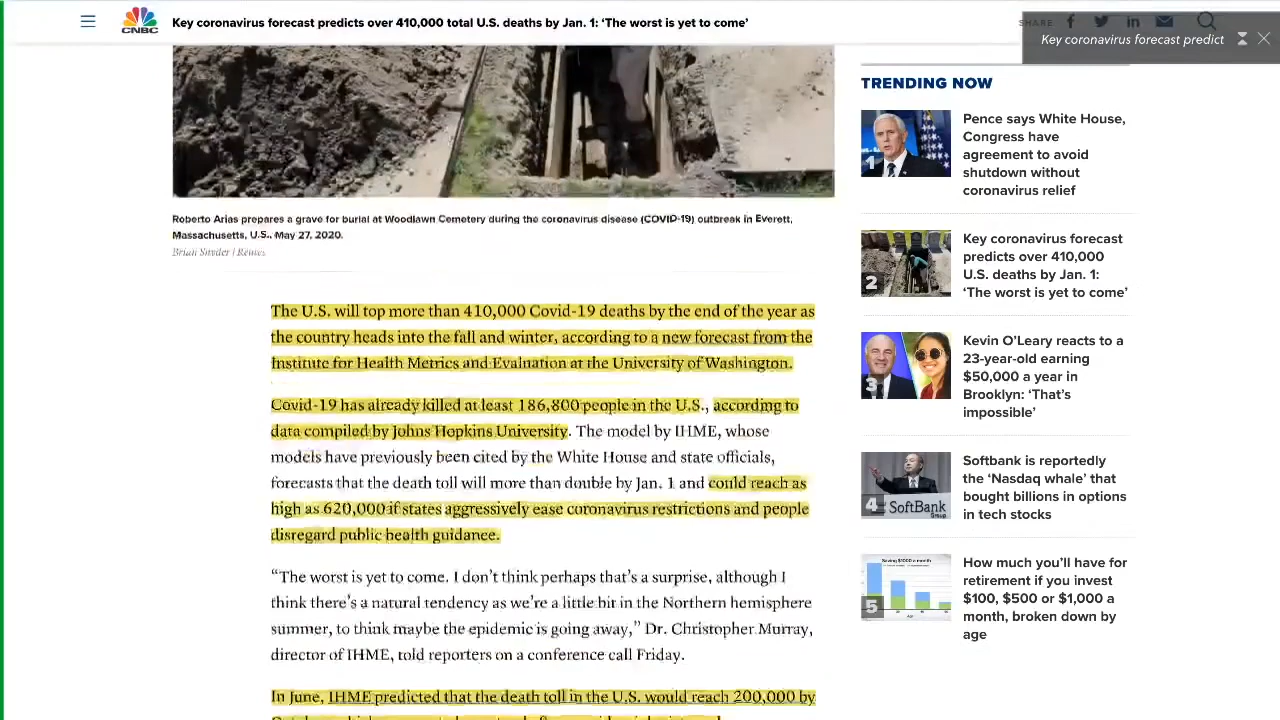 CNBC
Key coronavirus forecast predicts over 410,000 total U.S. deaths by Jan. 1: ‘The worst is yet to come’
SHARE
Key coronavirus forecast predict
Roberto Arias prepares a grave for burial at Woodlawn Cemetery during the coronavirus disease (COVID-19) outbreak in Everett,
Massachusetts, U.S., May 27, 2020.
Brian Snyder | Reuters
The U.S. will top more than 410,000 Covid-19 deaths by the end of the year as
the country heads into the fall and winter, according to a new forecast from the
Institute for Health Metrics and Evaluation at the University of Washington.
Covid-19 has already killed at least 186,800 people in the U.S., according to
data compiled by Johns Hopkins University. The model by IHME, whose
models have previously been cited by the White House and state officials,
forecasts that the death toll will more than double by Jan. 1 and could reach as
high as 620,000 if states aggressively ease coronavirus restrictions and people
disregard public health guidance.
“The worst is yet to come. I don’t think perhaps that’s a surprise, although I
think there’s a natural tendency as we’re a little bit in the Northern hemisphere
summer, to think maybe the epidemic is going away,” Dr. Christopher Murray,
director of IHME, told reporters on a conference call Friday.
In June, IHME predicted that the death toll in the U.S. would reach 200,000 by
TRENDING NOW
1
Pence says White House,
Congress have
agreement to avoid
shutdown without
coronavirus relief
2
Key coronavirus forecast
predicts over 410,000
U.S. deaths by Jan. 1:
‘The worst is yet to come’
3
Kevin O’Leary reacts to a
23-year-old earning
$50,000 a year in
Brooklyn: ‘That’s
impossible’
4
SoftBank
Softbank is reportedly
the ‘Nasdaq whale’ that
bought billions in options
in tech stocks
5
Saving $1000 a month
How much you’ll have for
retirement if you invest
$100, $500 or $1,000 a
month, broken down by
age